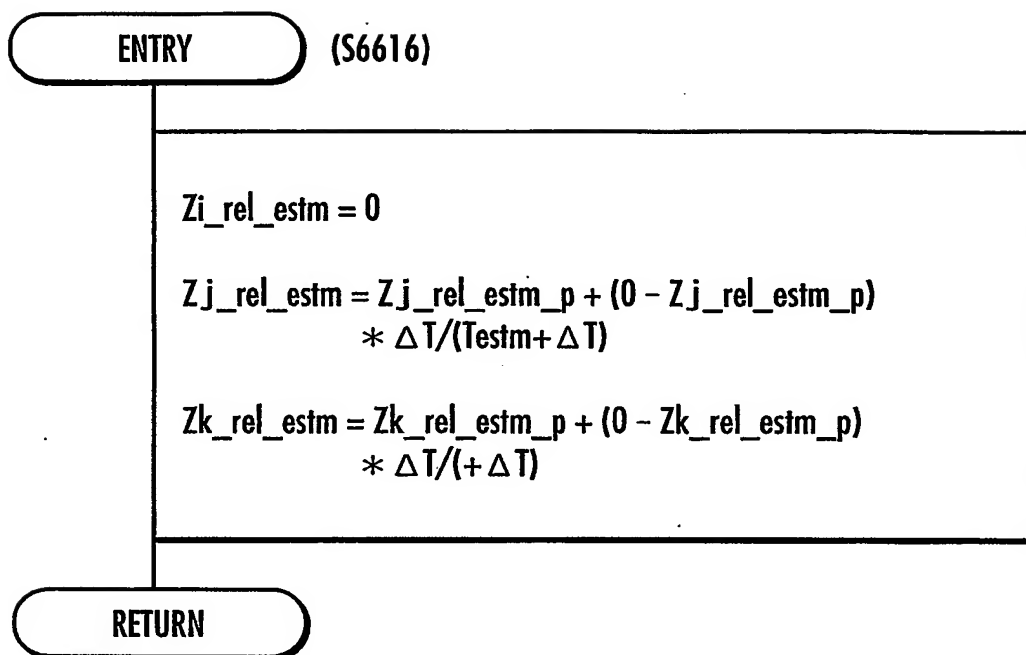 ENTRY (S6616)
Zi_rel_estm = 0
Zj_rel_estm = Zj_rel_estm_p + (0 – Zj_rel_estm_p)
* ΔT/(Testm+ΔT)
Zk_rel_estm = Zk_rel_estm_p + (0 – Zk_rel_estm_p)
* ΔT/(+ΔT)
RETURN